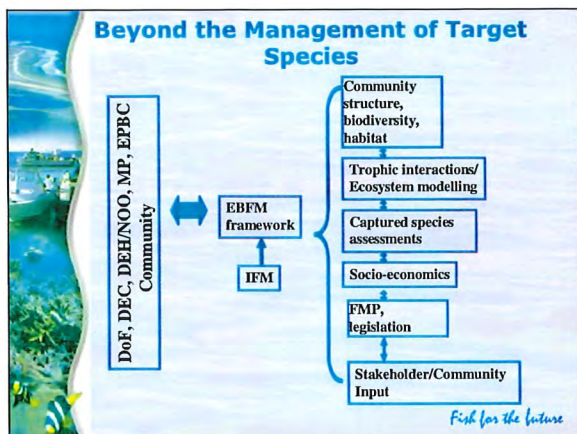 Beyond the Management of Target
Species
DoF, DEC, DEH/NOO, MP, EPBC
Community
EBFM
framework
IFM
Community
structure,
biodiversity,
habitat
Trophic interactions/
Ecosystem modelling
Captured species
assessments
Socio-economics
FMP,
legislation
Stakeholder/Community
Input
Fish for the future